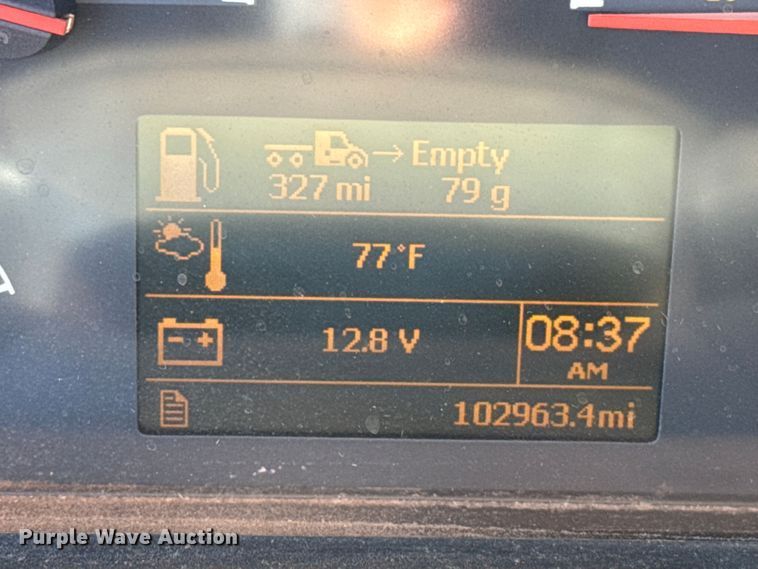 Empty
327 mi 79 g
77°F
12.8 V
08:37
AM
102963.4mi
Purple Wave Auction